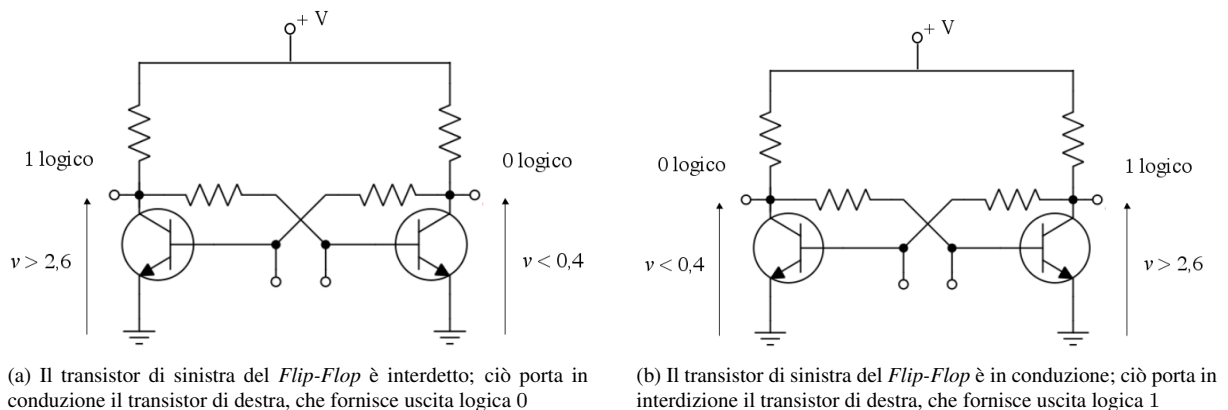 + V
1 logico
0 logico
v > 2,6
v < 0,4
(a) Il transistor di sinistra del Flip-Flop è interdetto; ciò porta in
conduzione il transistor di destra, che fornisce uscita logica 0
+ V
0 logico
1 logico
v < 0,4
v > 2,6
(b) Il transistor di sinistra del Flip-Flop è in conduzione; ciò porta in
interdizione il transistor di destra, che fornisce uscita logica 1